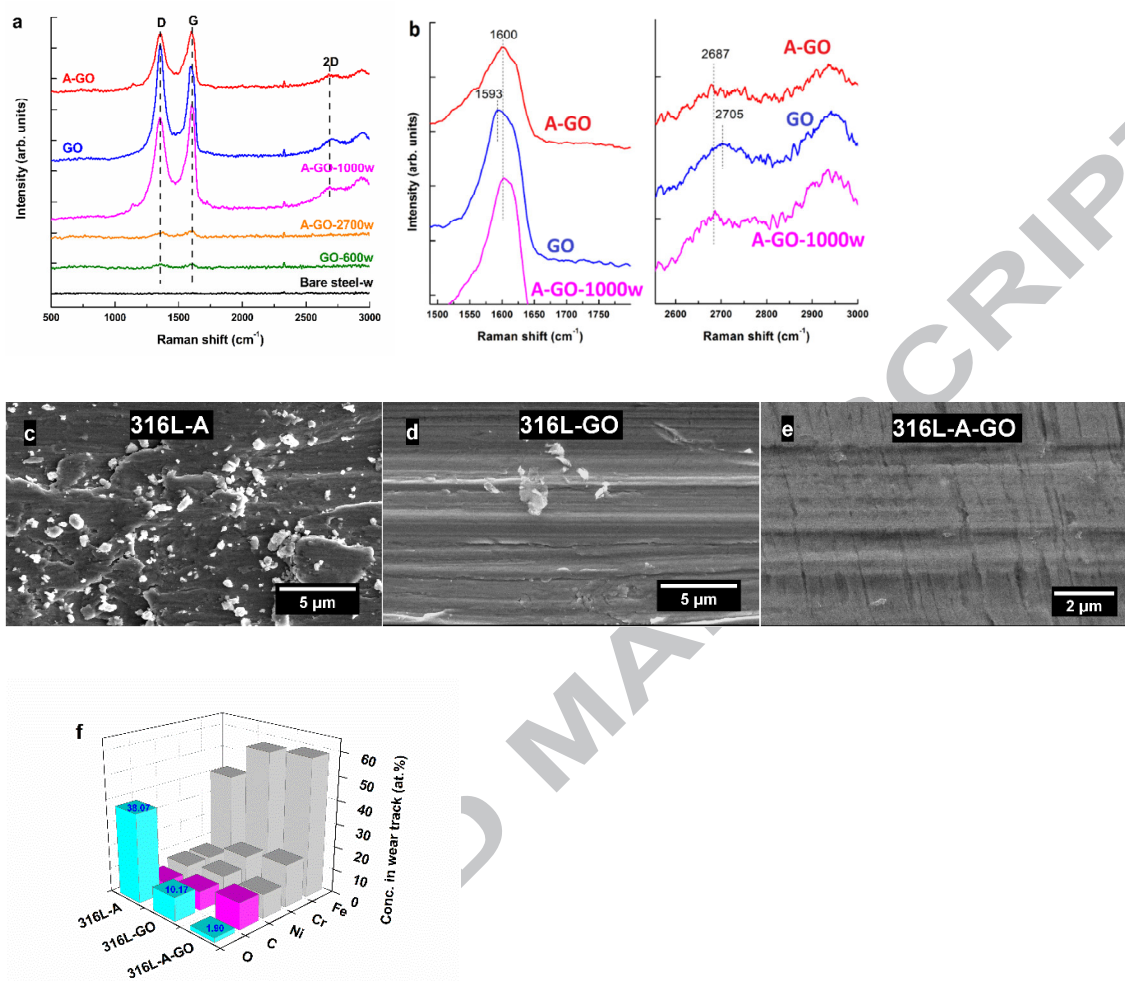 a
D
G
2D
A-GO
GO
A-GO-1000w
A-GO-2700w
GO-600w
Bare steel-w
Intensity (arb. units)
500 1000 1500 2000 2500 3000
Raman shift (cm⁻¹)
b
1600
1593
A-GO
GO
A-GO-1000w
Intensity (arb. units)
1500 1550 1600 1650 1700 1750
Raman shift (cm⁻¹)
A-GO
2687
2705
GO
A-GO-1000w
2600 2700 2800 2900 3000
Raman shift (cm⁻¹)
c
316L-A
5 µm
d
316L-GO
5 µm
e
316L-A-GO
2 µm
f
60
50
40
30
20
10
0
Conc. in wear track (at.%)
38.07
10.17
1.90
316L-A
316L-GO
316L-A-GO
O
C
Ni
Cr
Fe